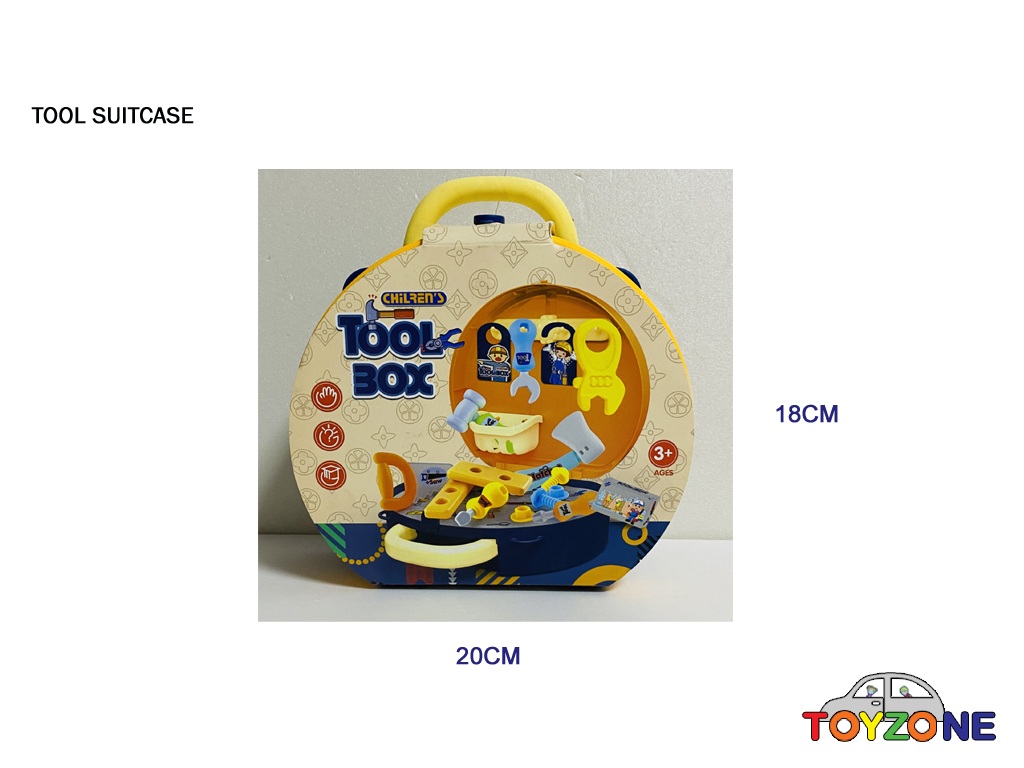 TOOL SUITCASE
CHiLREN'S
TOOL
BOX
3+
AGES
18CM
20CM
TOYZONE